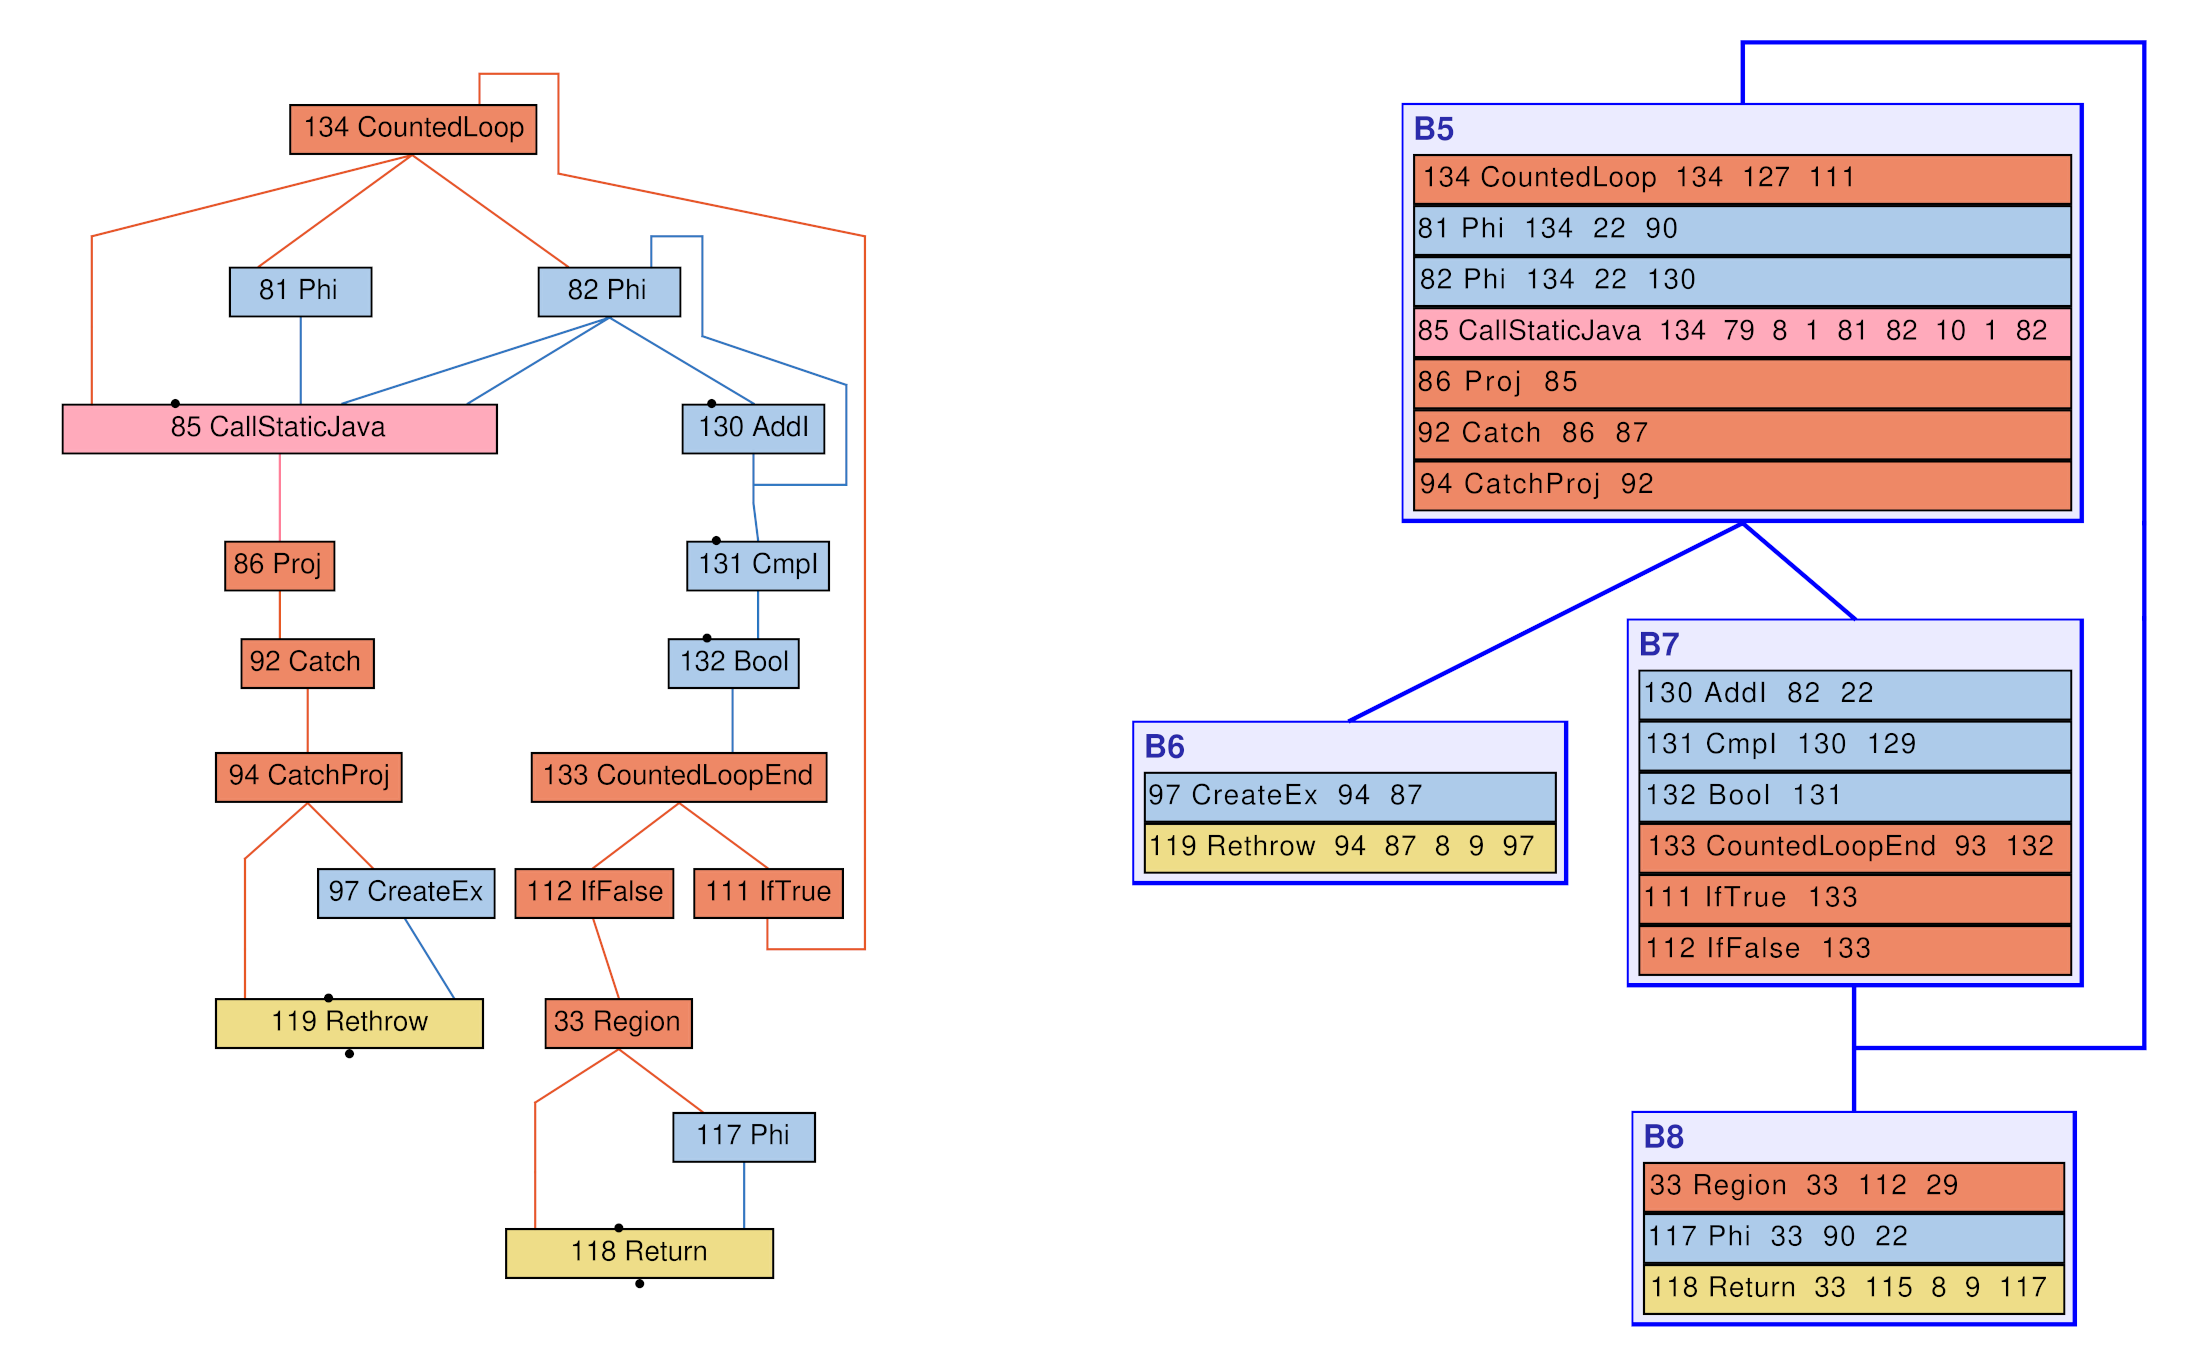 134 CountedLoop
81 Phi
82 Phi
85 CallStaticJava
130 AddI
86 Proj
131 CmpI
92 Catch
132 Bool
94 CatchProj
133 CountedLoopEnd
97 CreateEx
112 IfFalse
111 IfTrue
119 Rethrow
33 Region
117 Phi
118 Return
B5
134 CountedLoop 134 127 111
81 Phi 134 22 90
82 Phi 134 22 130
85 CallStaticJava 134 79 8 1 81 82 10 1 82
86 Proj 85
92 Catch 86 87
94 CatchProj 92
B6
97 CreateEx 94 87
119 Rethrow 94 87 8 9 97
B7
130 AddI 82 22
131 CmpI 130 129
132 Bool 131
133 CountedLoopEnd 93 132
111 IfTrue 133
112 IfFalse 133
B8
33 Region 33 112 29
117 Phi 33 90 22
118 Return 33 115 8 9 117